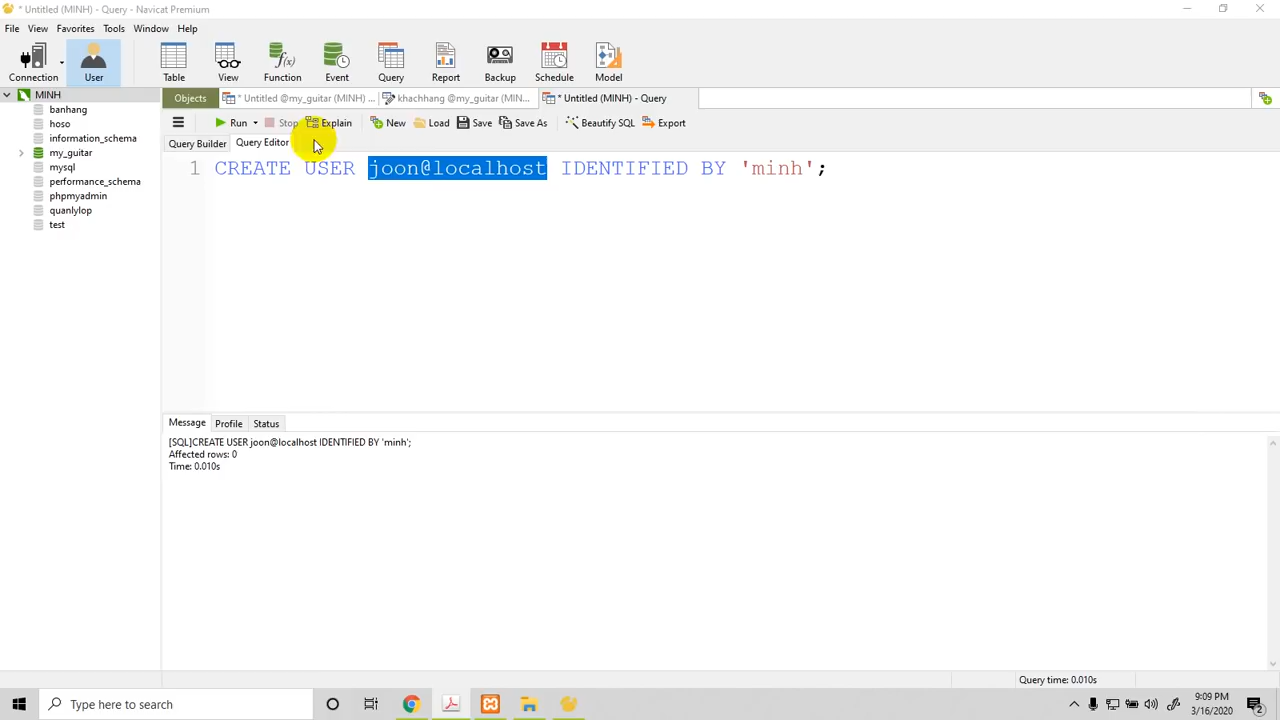 * Untitled (MINH) - Query - Navicat Premium
File View Favorites Tools Window Help
Connection User Table View Function Event Query Report Backup Schedule Model
MINH
banhang
hoso
information_schema
my_guitar
mysql
performance_schema
phpmyadmin
quanlylop
test
Objects * Untitled @my_guitar (MINH) ... khachhang @my_guitar (MIN... * Untitled (MINH) - Query
Run Stop Explain New Load Save Save As Beautify SQL Export
Query Builder Query Editor
1 CREATE USER joon@localhost IDENTIFIED BY 'minh';
Message Profile Status
[SQL]CREATE USER joon@localhost IDENTIFIED BY 'minh';
Affected rows: 0
Time: 0.010s
Query time: 0.010s
Type here to search
9:09 PM
3/16/2020
2